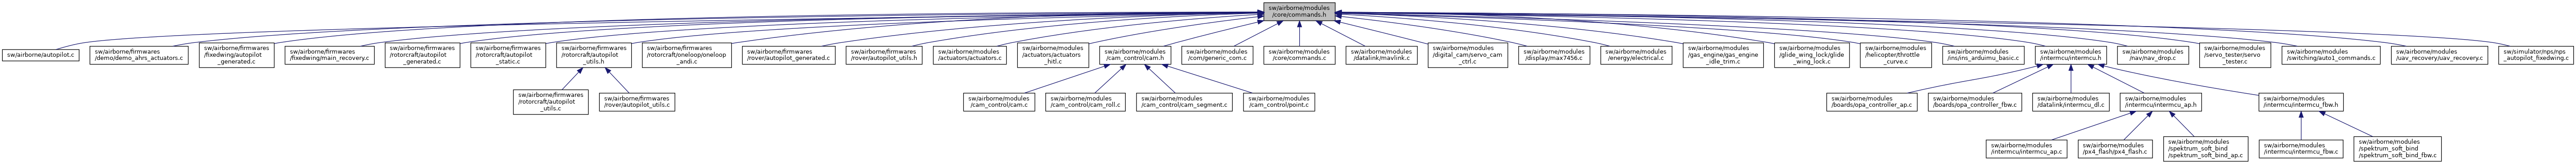 sw/airborne/modules
/core/commands.h
sw/airborne/autopilot.c
sw/airborne/firmwares
/demo/demo_ahrs_actuators.c
sw/airborne/firmwares
/fixedwing/autopilot
_generated.c
sw/airborne/firmwares
/fixedwing/main_recovery.c
sw/airborne/firmwares
/rotorcraft/autopilot
_generated.c
sw/airborne/firmwares
/rotorcraft/autopilot
_static.c
sw/airborne/firmwares
/rotorcraft/autopilot
_utils.h
sw/airborne/firmwares
/rotorcraft/oneloop/oneloop
_andi.c
sw/airborne/firmwares
/rover/autopilot_generated.c
sw/airborne/firmwares
/rover/autopilot_utils.h
sw/airborne/modules
/actuators/actuators.c
sw/airborne/modules
/actuators/actuators
_hitl.c
sw/airborne/modules
/cam_control/cam.h
sw/airborne/modules
/com/generic_com.c
sw/airborne/modules
/core/commands.c
sw/airborne/modules
/datalink/mavlink.c
sw/airborne/modules
/digital_cam/servo_cam
_ctrl.c
sw/airborne/modules
/display/max7456.c
sw/airborne/modules
/energy/electrical.c
sw/airborne/modules
/gas_engine/gas_engine
_idle_trim.c
sw/airborne/modules
/glide_wing_lock/glide
_wing_lock.c
sw/airborne/modules
/helicopter/throttle
_curve.c
sw/airborne/modules
/ins/ins_arduimu_basic.c
sw/airborne/modules
/intermcu/intermcu.h
sw/airborne/modules
/nav/nav_drop.c
sw/airborne/modules
/servo_tester/servo
_tester.c
sw/airborne/modules
/switching/auto1_commands.c
sw/airborne/modules
/uav_recovery/uav_recovery.c
sw/simulator/nps/nps
_autopilot_fixedwing.c
sw/airborne/firmwares
/rotorcraft/autopilot
_utils.c
sw/airborne/firmwares
/rover/autopilot_utils.c
sw/airborne/modules
/cam_control/cam.c
sw/airborne/modules
/cam_control/cam_roll.c
sw/airborne/modules
/cam_control/cam_segment.c
sw/airborne/modules
/cam_control/point.c
sw/airborne/modules
/boards/opa_controller_ap.c
sw/airborne/modules
/boards/opa_controller_fbw.c
sw/airborne/modules
/datalink/intermcu_dl.c
sw/airborne/modules
/intermcu/intermcu_ap.h
sw/airborne/modules
/intermcu/intermcu_fbw.h
sw/airborne/modules
/intermcu/intermcu_ap.c
sw/airborne/modules
/px4_flash/px4_flash.c
sw/airborne/modules
/spektrum_soft_bind
/spektrum_soft_bind_ap.c
sw/airborne/modules
/intermcu/intermcu_fbw.c
sw/airborne/modules
/spektrum_soft_bind
/spektrum_soft_bind_fbw.c